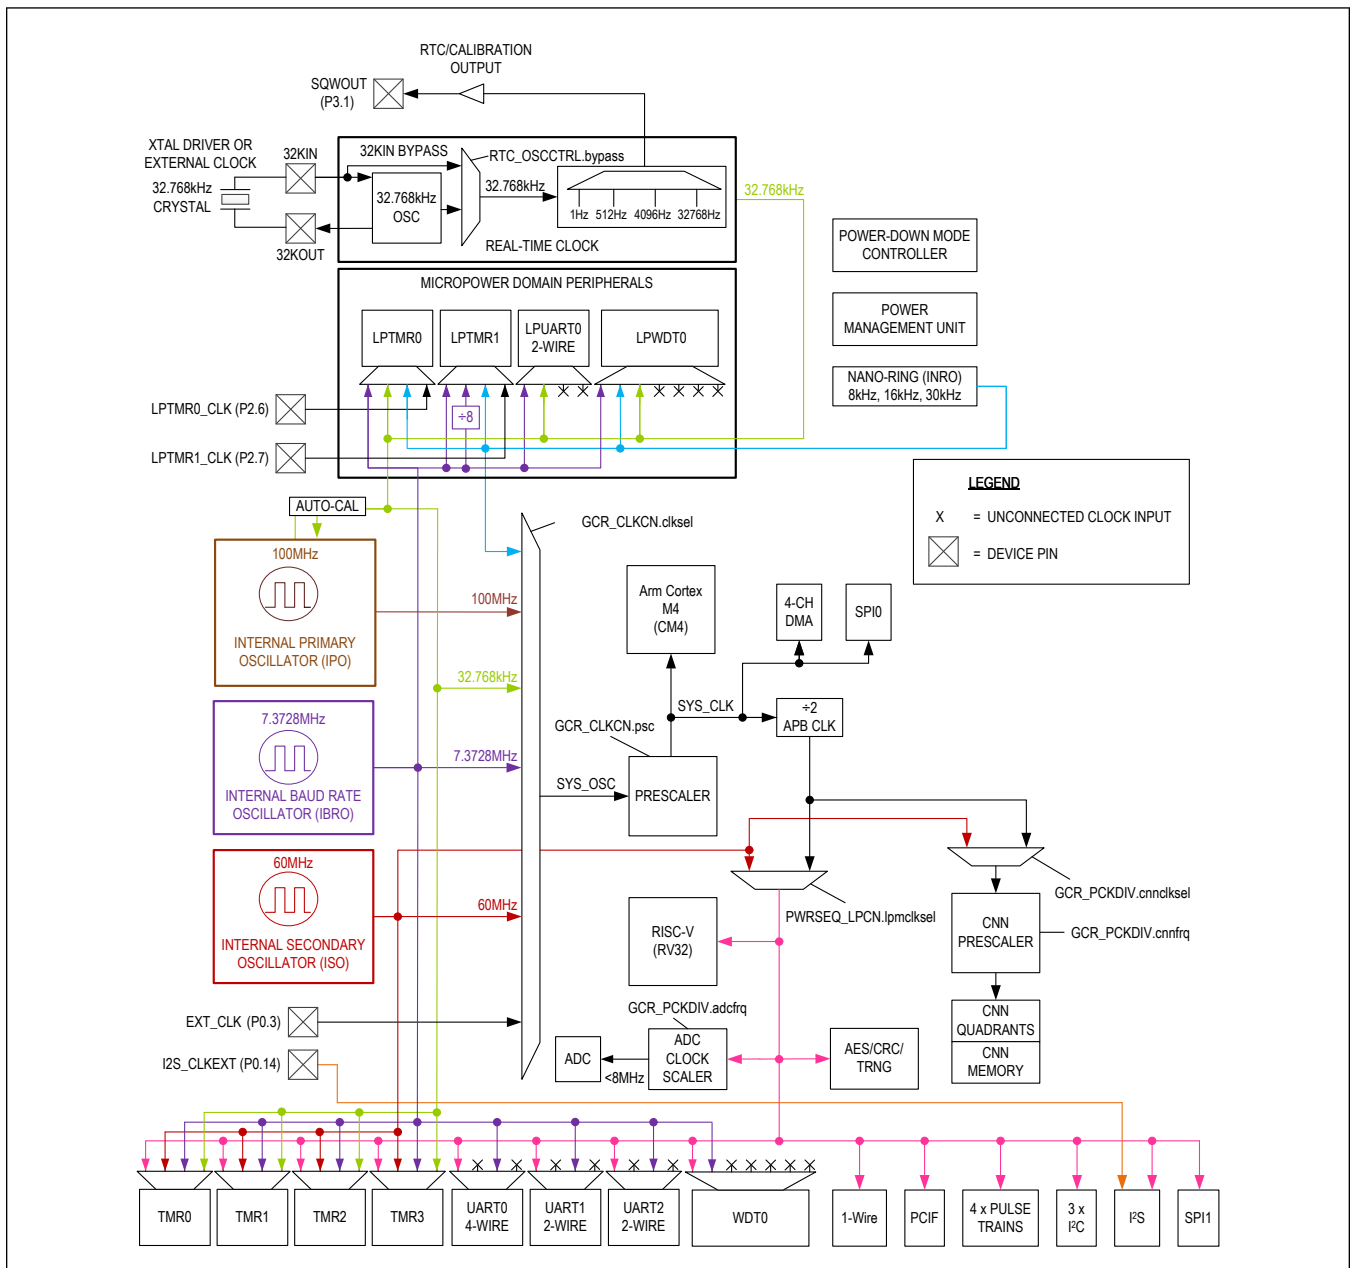 RTC/CALIBRATION
OUTPUT
SQWOUT
(P3.1)
XTAL DRIVER OR
EXTERNAL CLOCK
32KIN
32KIN BYPASS
RTC_OSCCTRL.bypass
32.768kHz
CRYSTAL
32.768kHz
OSC
32.768kHz
1Hz
512Hz
4096Hz
32768Hz
32.768kHz
32KOUT
REAL-TIME CLOCK
POWER-DOWN MODE
CONTROLLER
MICROPOWER DOMAIN PERIPHERALS
POWER
MANAGEMENT UNIT
LPTMR0
LPTMR1
LPUART0
2-WIRE
LPWDT0
NANO-RING (INRO)
8kHz, 16kHz, 30kHz
LPTMR0_CLK (P2.6)
÷8
LPTMR1_CLK (P2.7)
LEGEND
X = UNCONNECTED CLOCK INPUT
= DEVICE PIN
AUTO-CAL
GCR_CLKCN.clksel
100MHz
INTERNAL PRIMARY
OSCILLATOR (IPO)
100MHz
Arm Cortex
M4
(CM4)
4-CH
DMA
SPI0
32.768kHz
SYS_CLK
÷2
APB CLK
7.3728MHz
INTERNAL BAUD RATE
OSCILLATOR (IBRO)
7.3728MHz
GCR_CLKCN.psc
SYS_OSC
PRESCALER
60MHz
INTERNAL SECONDARY
OSCILLATOR (ISO)
60MHz
GCR_PCKDIV.cnnclksel
PWRSEQ_LPCN.lpmclksel
RISC-V
(RV32)
CNN
PRESCALER
GCR_PCKDIV.cnnfrq
EXT_CLK (P0.3)
GCR_PCKDIV.adcfrq
CNN
QUADRANTS
CNN
MEMORY
I2S_CLKEXT (P0.14)
ADC
<8MHz
ADC
CLOCK
SCALER
AES/CRC/
TRNG
TMR0
TMR1
TMR2
TMR3
UART0
4-WIRE
UART1
2-WIRE
UART2
2-WIRE
WDT0
1-Wire
PCIF
4 x PULSE
TRAINS
3 x
I²C
I²S
SPI1